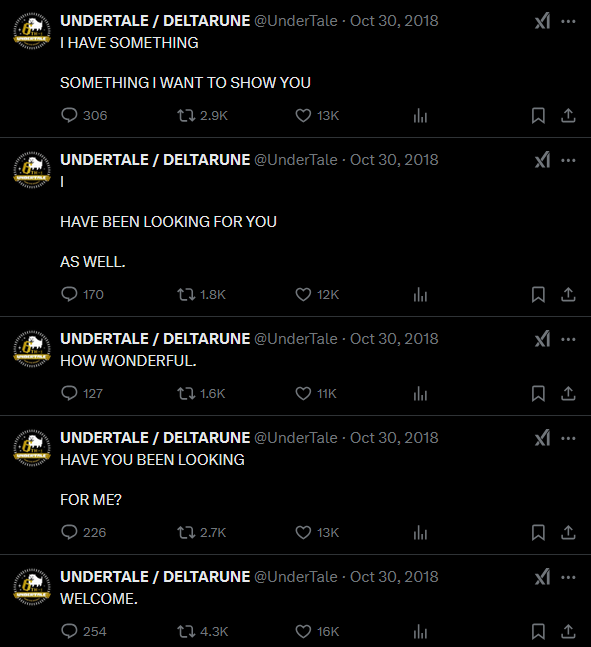 UNDERTALE / DELTARUNE @UnderTale · Oct 30, 2018
I HAVE SOMETHING
SOMETHING I WANT TO SHOW YOU
306 2.9K 13K
UNDERTALE / DELTARUNE @UnderTale · Oct 30, 2018
I
HAVE BEEN LOOKING FOR YOU
AS WELL.
170 1.8K 12K
UNDERTALE / DELTARUNE @UnderTale · Oct 30, 2018
HOW WONDERFUL.
127 1.6K 11K
UNDERTALE / DELTARUNE @UnderTale · Oct 30, 2018
HAVE YOU BEEN LOOKING
FOR ME?
226 2.7K 13K
UNDERTALE / DELTARUNE @UnderTale · Oct 30, 2018
WELCOME.
254 4.3K 16K